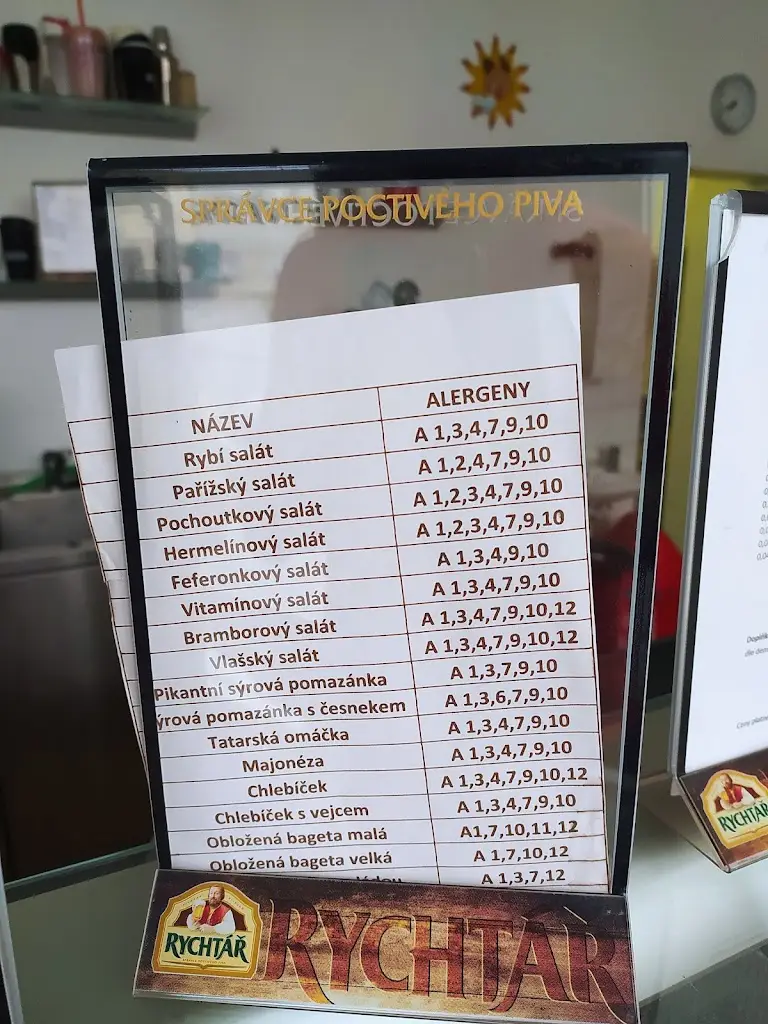 SPRÁVCE POCTIVÉHO PIVA
NÁZEV ALERGENY
Rybí salát A 1,3,4,7,9,10
Pařížský salát A 1,2,4,7,9,10
Pochoutkový salát A 1,2,3,4,7,9,10
Hermelínový salát A 1,2,3,4,7,9,10
Feferonkový salát A 1,3,4,9,10
Vitamínový salát A 1,3,4,7,9,10
Bramborový salát A 1,3,4,7,9,10,12
Vlašský salát A 1,3,4,7,9,10,12
Pikantní sýrová pomazánka A 1,3,7,9,10
ýrová pomazánka s česnekem A 1,3,6,7,9,10
Tatarská omáčka A 1,3,4,7,9,10
Majonéza A 1,3,4,7,9,10
Chlebíček A 1,3,4,7,9,10,12
Chlebíček s vejcem A 1,3,4,7,9,10
Obložená bageta malá A1,7,10,11,12
Obložená bageta velká A 1,7,10,12
A 1,3,7,12
RYCHTÁŘ
RYCHTÁŘ
RYCHTÁŘ